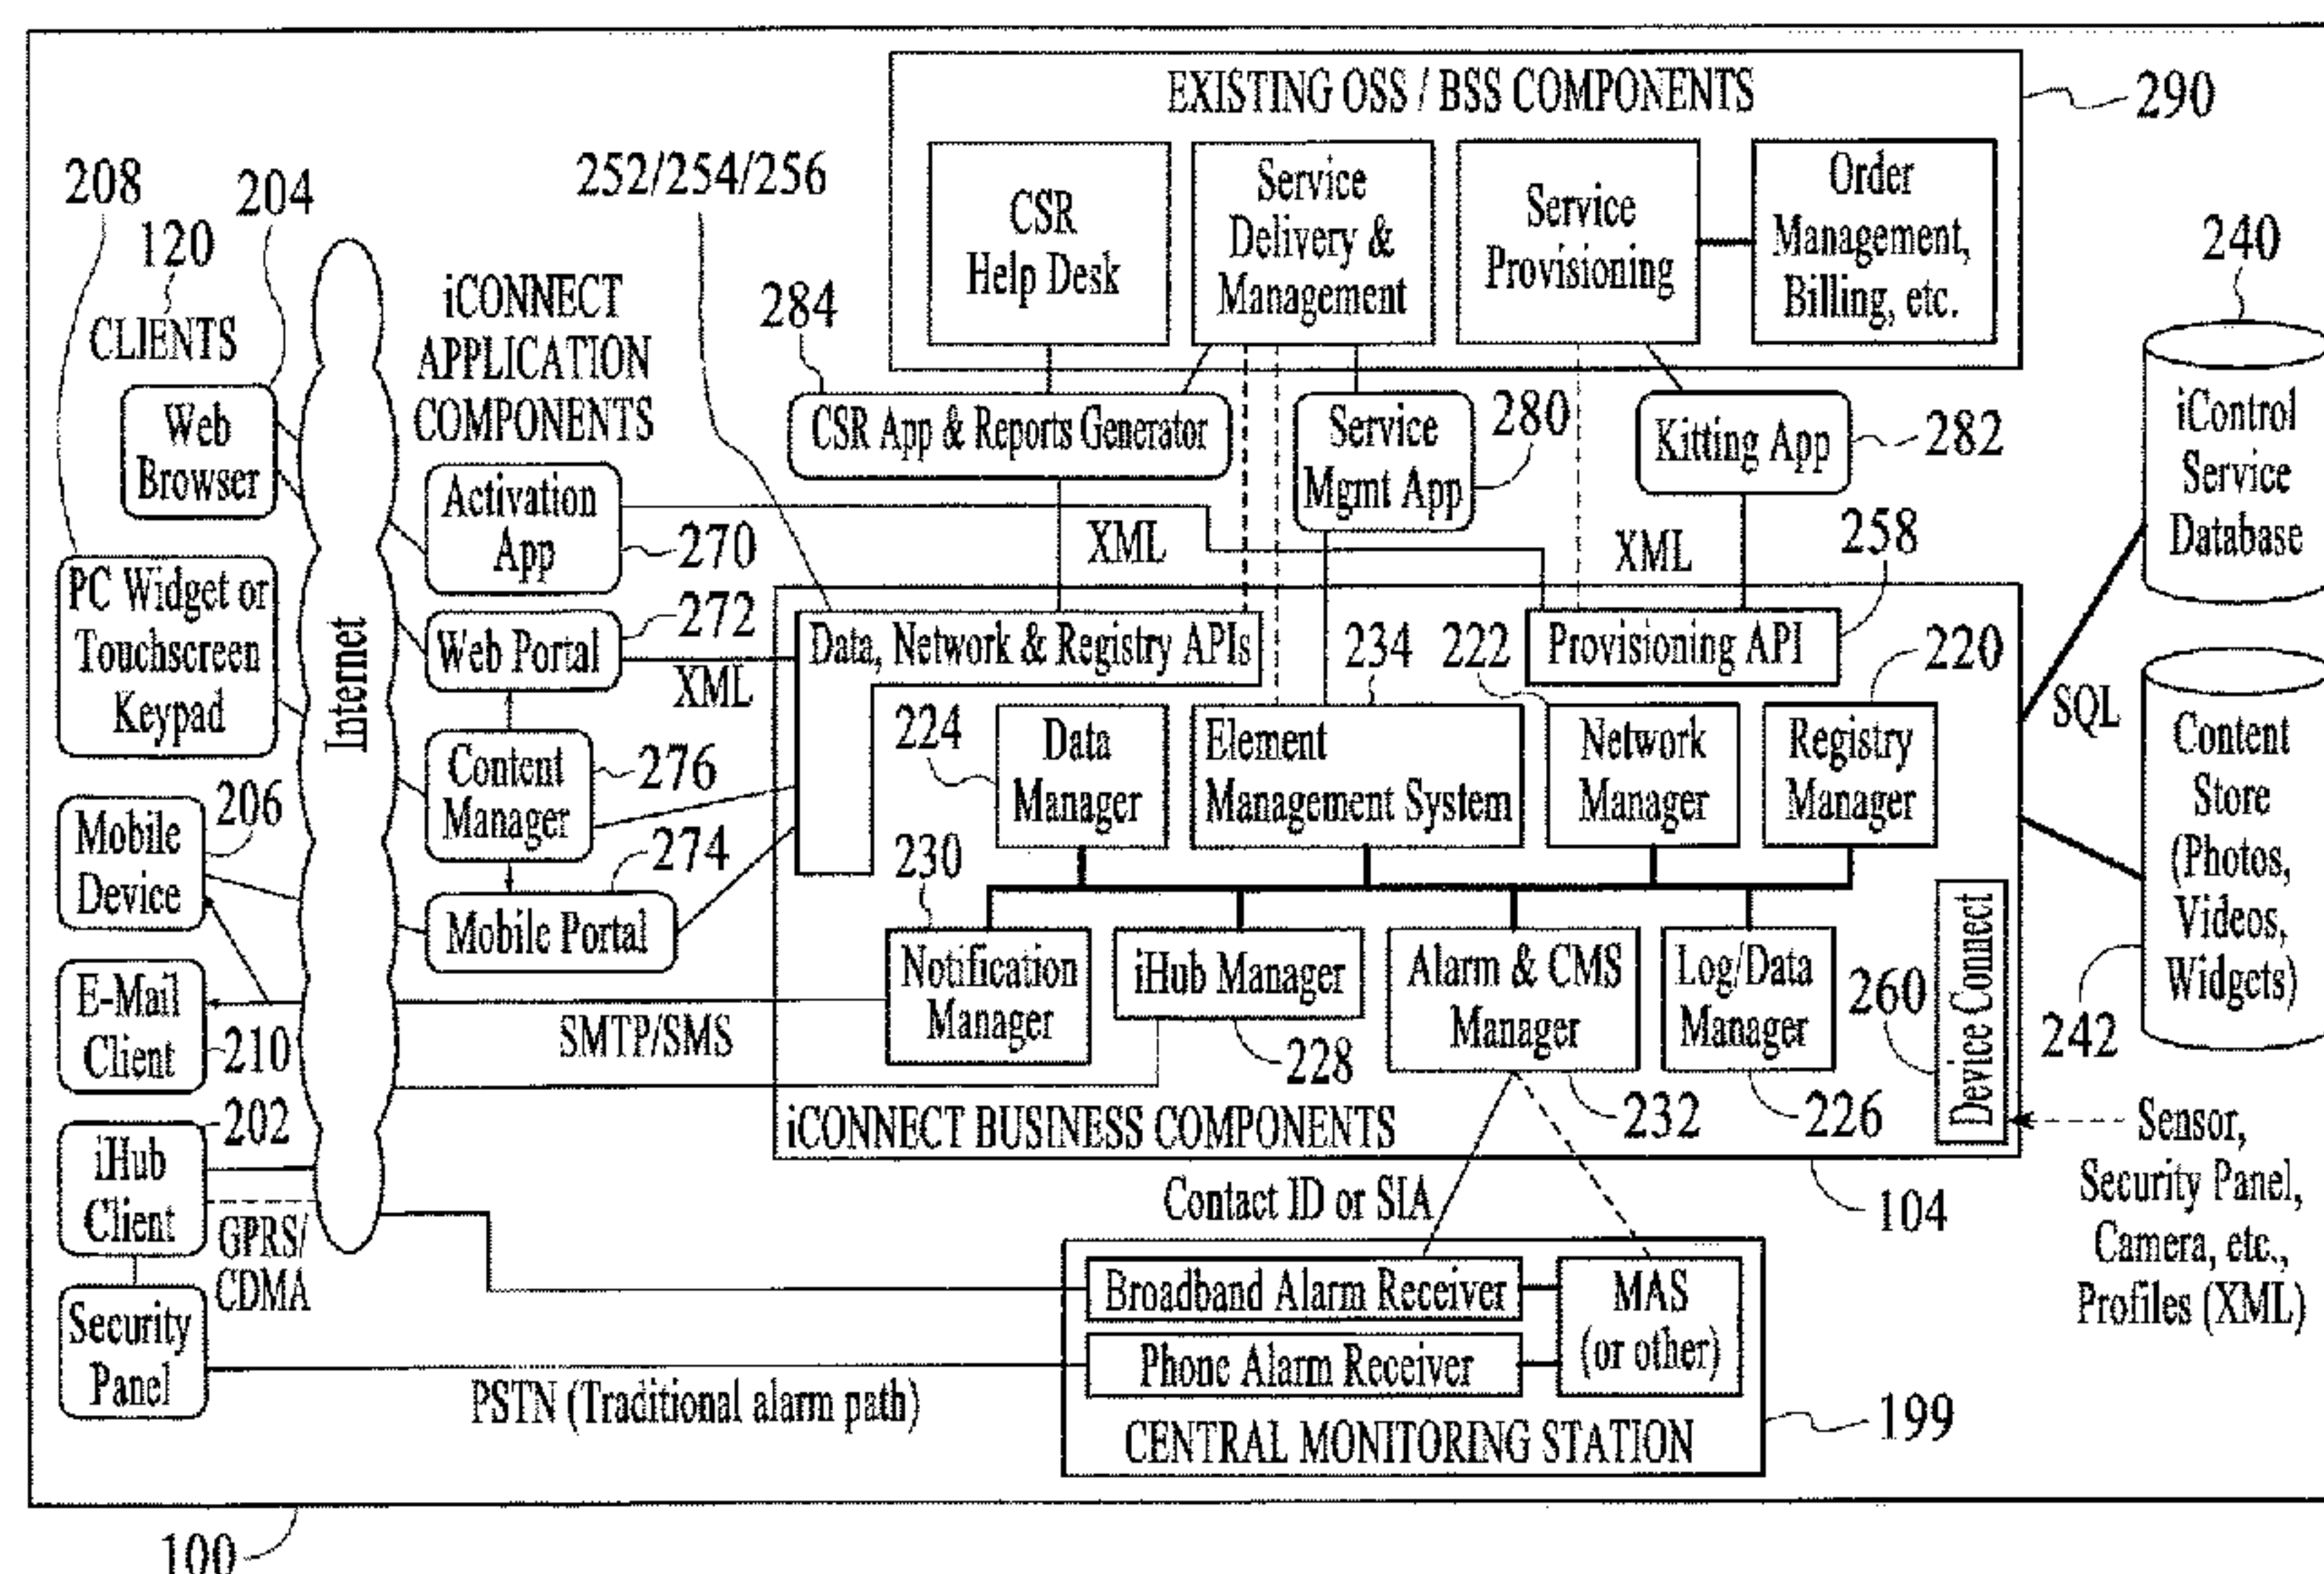 EXISTING OSS / BSS COMPONENTS
290
CSR
Help Desk
Service
Delivery &
Management
Service
Provisioning
Order
Management,
Billing, etc.
208
204
252/254/256
120
CLIENTS
iCONNECT
APPLICATION
COMPONENTS
284
CSR App & Reports Generator
Service
Mgmt App
280
Kitting App
282
240
iControl
Service
Database
Web
Browser
Activation
App
270
XML
XML
258
PC Widget or
Touchscreen
Keypad
Internet
Web Portal
272
XML
Data, Network & Registry APIs
234
222
Provisioning API
220
SQL
Content
Store
(Photos,
Videos,
Widgets)
242
Content
Manager
276
224
Data
Manager
Element
Management System
Network
Manager
Registry
Manager
Mobile
Device
206
274
Mobile Portal
230
Notification
Manager
iHub Manager
228
Alarm & CMS
Manager
232
Log/Data
Manager
226
260
Device Connect
E-Mail
Client
210
SMTP/SMS
iCONNECT BUSINESS COMPONENTS
104
Sensor,
Security Panel,
Camera, etc.,
Profiles (XML)
202
iHub
Client
GPRS/
CDMA
Contact ID or SIA
Security
Panel
PSTN (Traditional alarm path)
Broadband Alarm Receiver
Phone Alarm Receiver
MAS
(or other)
CENTRAL MONITORING STATION
199
100